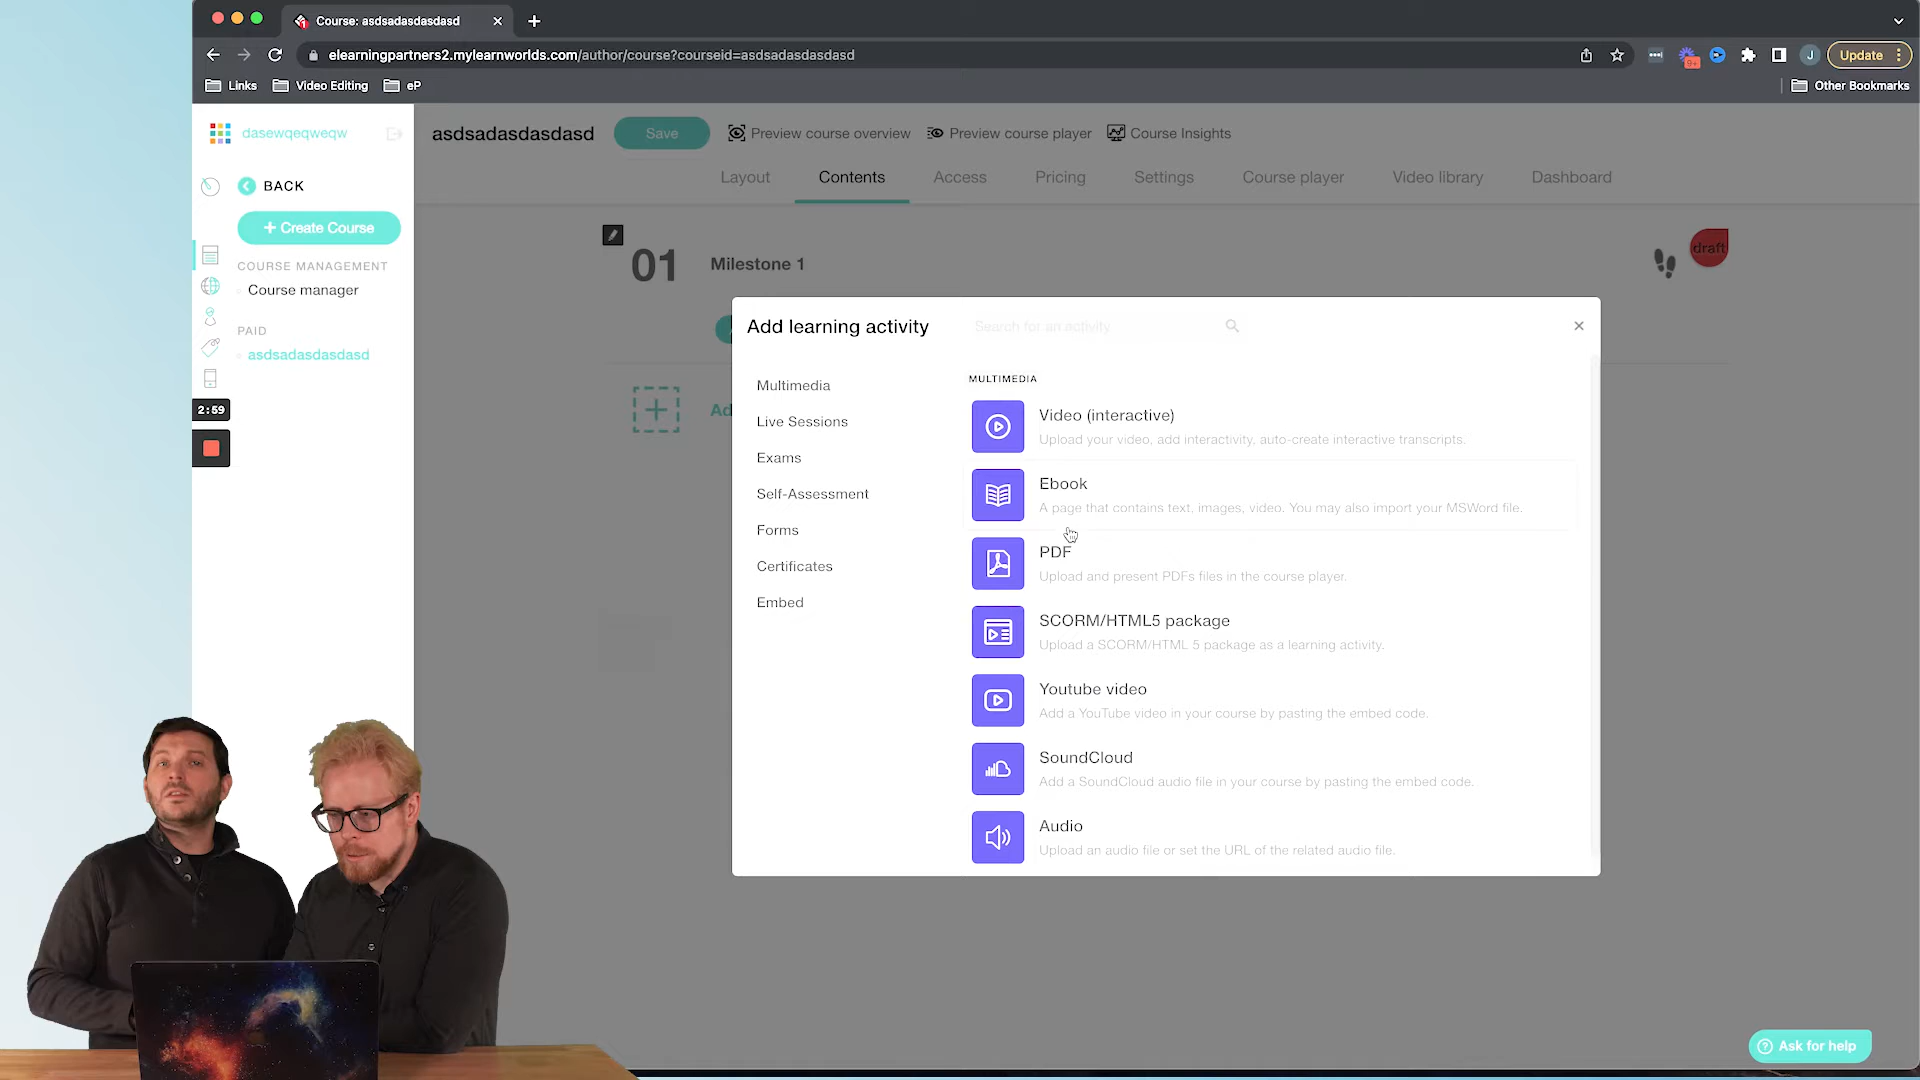 Course: asdsadasdasdasd
elearningpartners2.mylearnworlds.com/author/course?courseid=asdsadasdasdasd
9+
J
Update
Links
Video Editing
eP
Other Bookmarks
dasewqeqweqw
asdsadasdasdasd
Save
Preview course overview
Preview course player
Course Insights
BACK
Layout
Contents
Access
Pricing
Settings
Course player
Video library
Dashboard
+ Create Course
COURSE MANAGEMENT
Course manager
PAID
asdsadasdasdasd
2:59
01
Milestone 1
draft
Ad
Add learning activity
Search for an activity
Multimedia
Live Sessions
Exams
Self-Assessment
Forms
Certificates
Embed
MULTIMEDIA
Video (interactive)
Upload your video, add interactivity, auto-create interactive transcripts.
Ebook
A page that contains text, images, video. You may also import your MSWord file.
PDF
Upload and present PDFs files in the course player.
SCORM/HTML5 package
Upload a SCORM/HTML 5 package as a learning activity.
Youtube video
Add a YouTube video in your course by pasting the embed code.
SoundCloud
Add a SoundCloud audio file in your course by pasting the embed code.
Audio
Upload an audio file or set the URL of the related audio file.
Ask for help